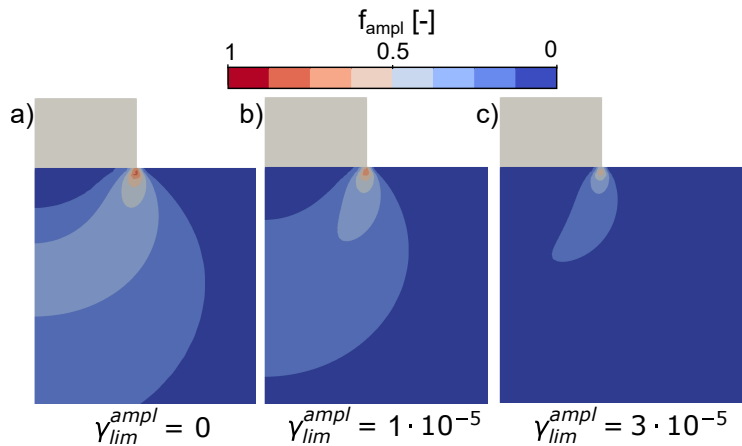 f_ampl [-]
1 0.5 0
a) b) c)
γ_lim^ampl = 0 γ_lim^ampl = 1 · 10^-5 γ_lim^ampl = 3 · 10^-5